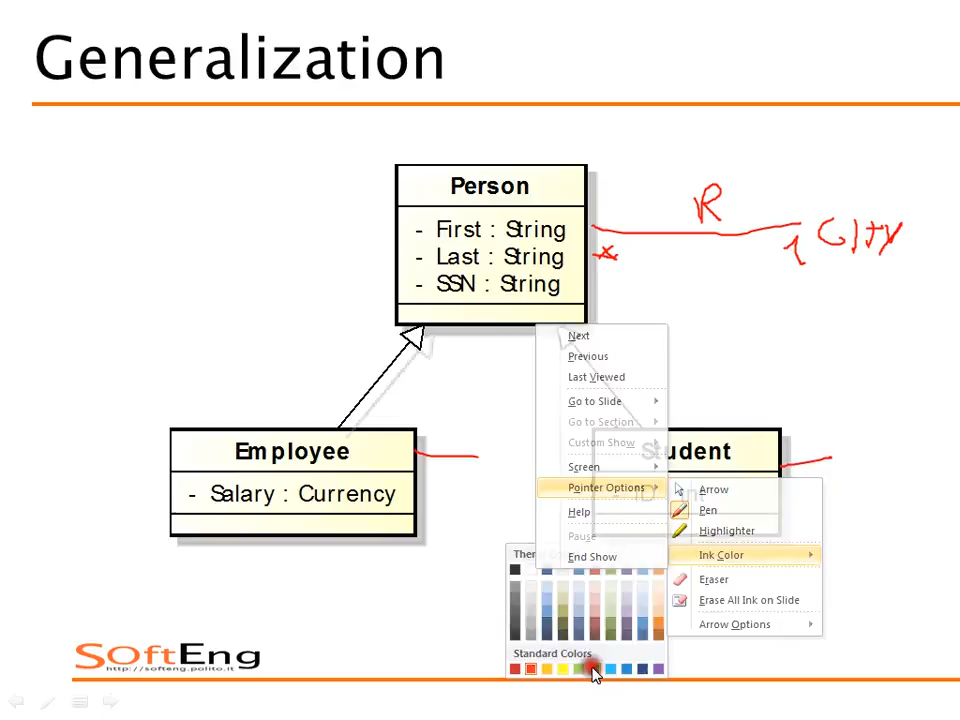 Generalization
Person
- First : String
- Last : String
- SSN : String
R
*
1
City
Next
Previous
Last Viewed
Go to Slide
Go to Section
Custom Show
Screen
Pointer Options
Help
Pause
End Show
Employee
- Salary : Currency
Student
Arrow
Pen
Highlighter
Ink Color
Eraser
Erase All Ink on Slide
Arrow Options
Standard Colors
SOftEng
http://softeng.polito.it